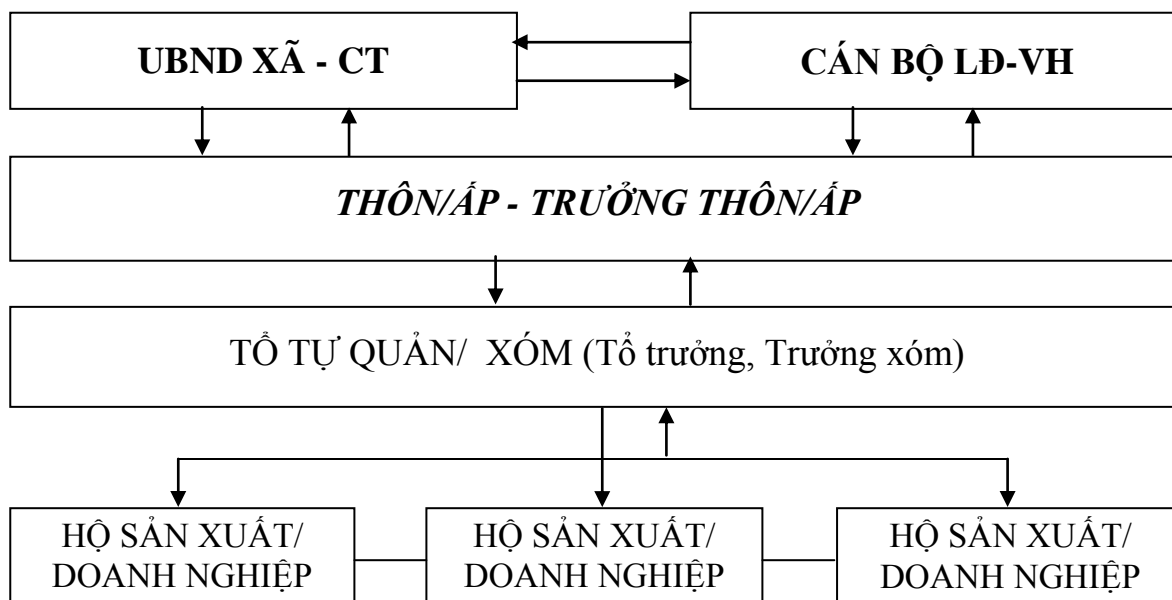 UBND XÃ - CT
CÁN BỘ LĐ-VH
THÔN/ẤP - TRƯỞNG THÔN/ẤP
TỔ TỰ QUẢN/ XÓM (Tổ trưởng, Trưởng xóm)
HỘ SẢN XUẤT/
DOANH NGHIỆP
HỘ SẢN XUẤT/
DOANH NGHIỆP
HỘ SẢN XUẤT/
DOANH NGHIỆP